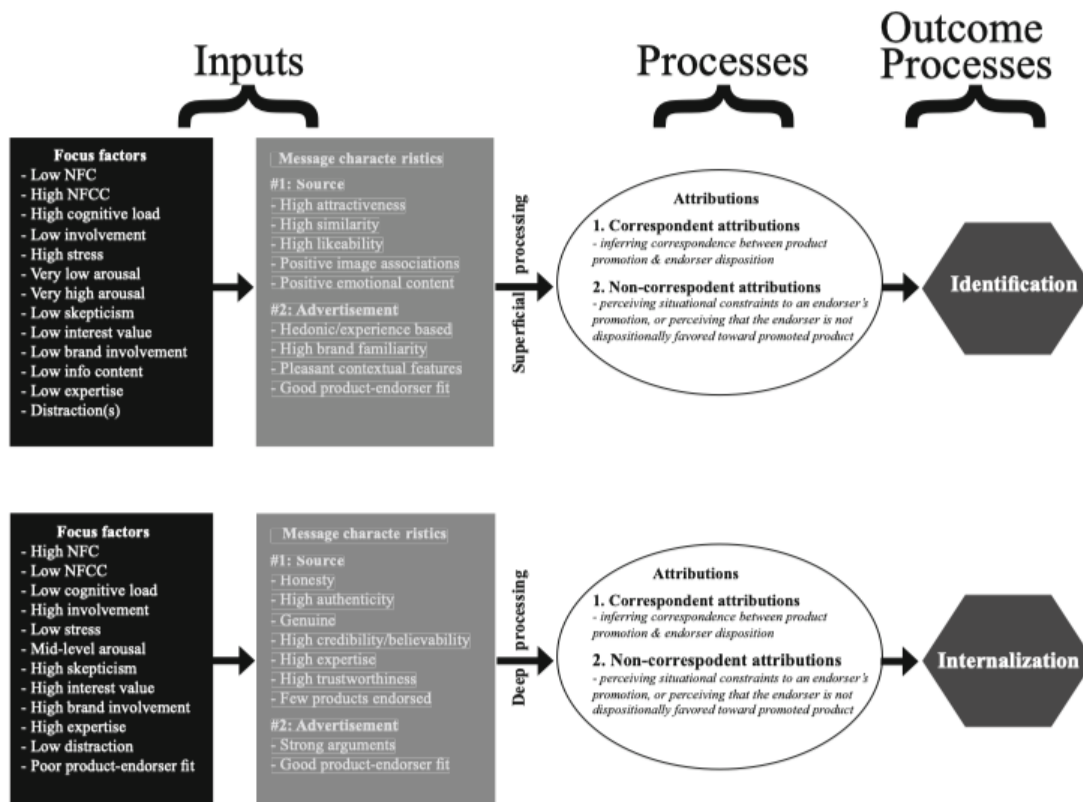 Inputs
Processes
Outcome
Processes
Focus factors
- Low NFC
- High NFCC
- High cognitive load
- Low involvement
- High stress
- Very low arousal
- Very high arousal
- Low skepticism
- Low interest value
- Low brand involvement
- Low info content
- Low expertise
- Distraction(s)
Message characte ristics
#1: Source
- High attractiveness
- High similarity
- High likeability
- Positive image associations
- Positive emotional content
#2: Advertisement
- Hedonic/experience based
- High brand familiarity
- Pleasant contextual features
- Good product-endorser fit
Superficial processing
Attributions
1. Correspondent attributions
- inferring correspondence between product
promotion & endorser disposition
2. Non-correspodent attributions
- perceiving situational constraints to an endorser's
promotion, or perceiving that the endorser is not
dispositionally favored toward promoted product
Identification
Focus factors
- High NFC
- Low NFCC
- Low cognitive load
- High involvement
- Low stress
- Mid-level arousal
- High skepticism
- High interest value
- High brand involvement
- High expertise
- Low distraction
- Poor product-endorser fit
Message characte ristics
#1: Source
- Honesty
- High authenticity
- Genuine
- High credibility/believability
- High expertise
- High trustworthiness
- Few products endorsed
#2: Advertisement
- Strong arguments
- Good product-endorser fit
Deep processing
Attributions
1. Correspondent attributions
- inferring correspondence between product
promotion & endorser disposition
2. Non-correspodent attributions
- perceiving situational constraints to an endorser's
promotion, or perceiving that the endorser is not
dispositionally favored toward promoted product
Internalization